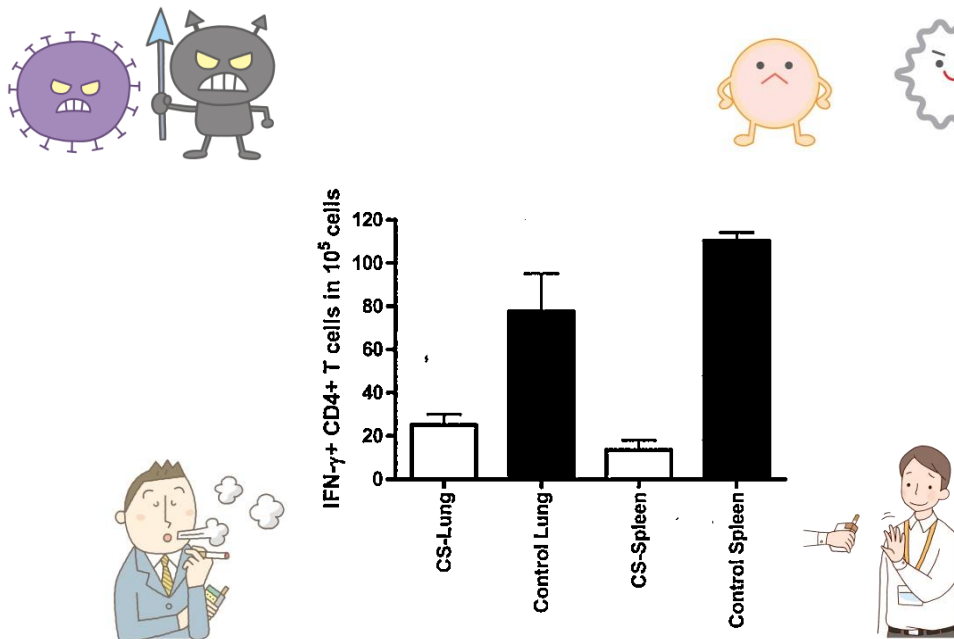 IFN-γ+ CD4+ T cells in 10⁵ cells
120
100
80
60
40
20
0
CS-Lung
Control Lung
CS-Spleen
Control Spleen